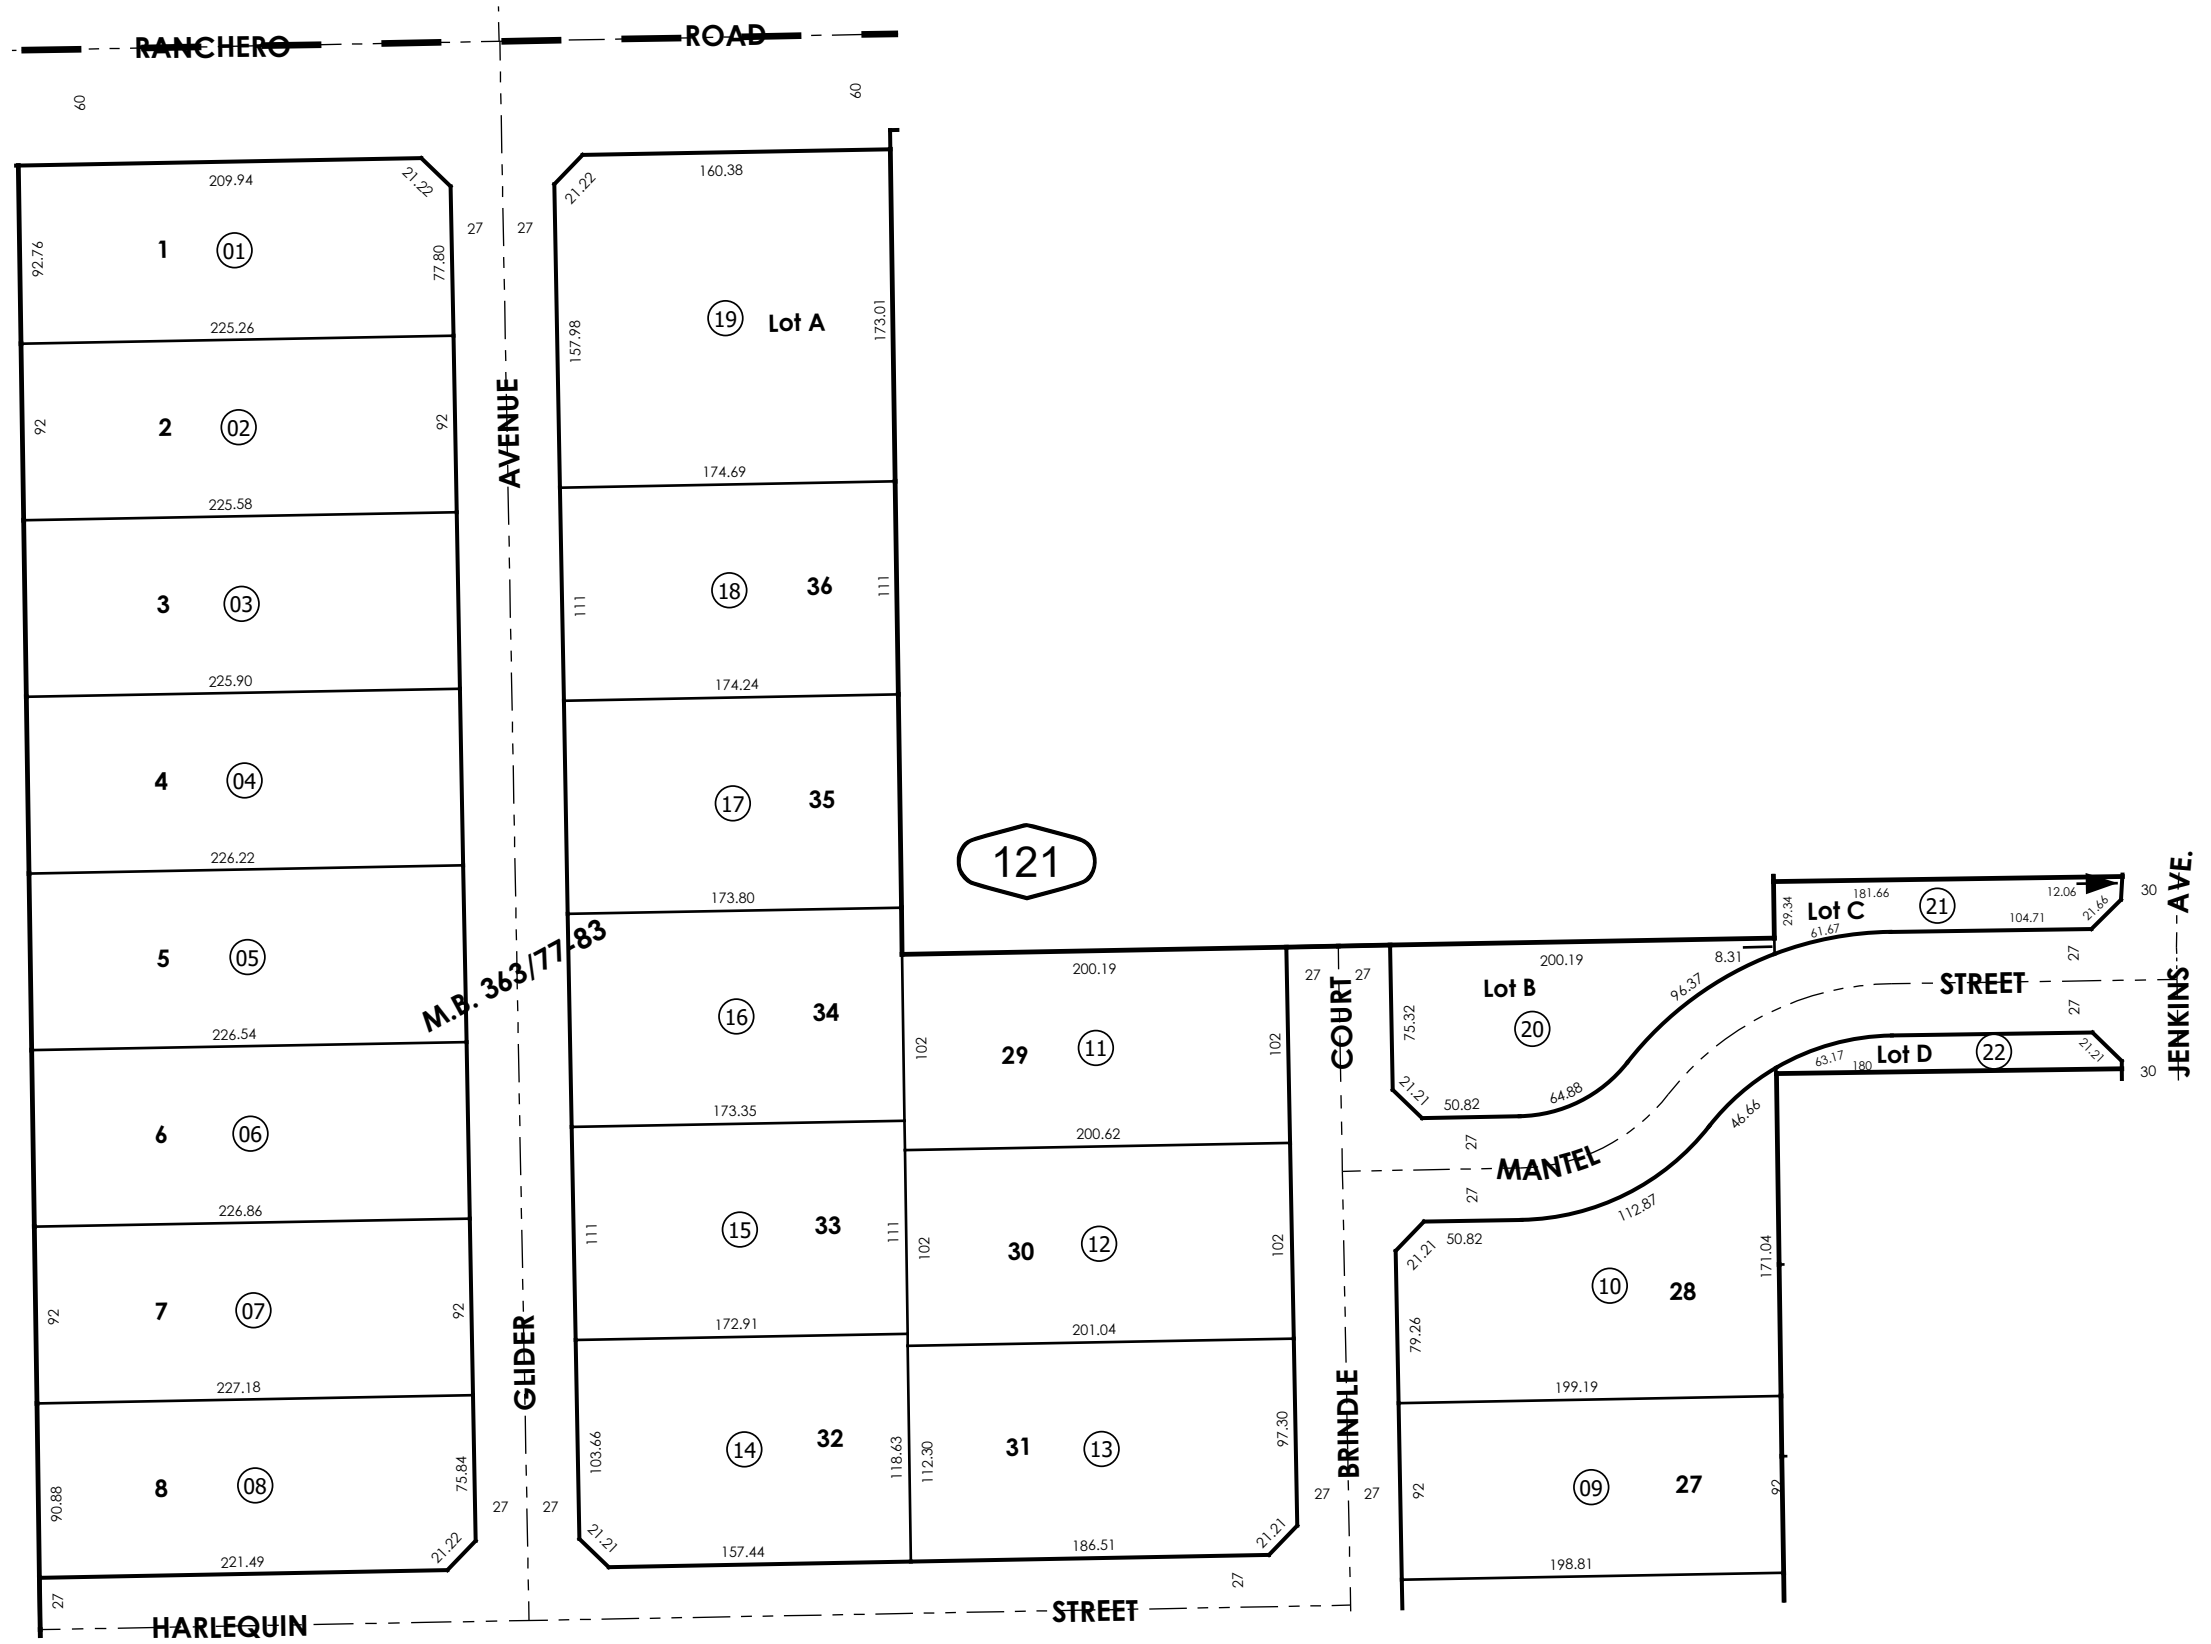 RANCHERO ROAD
60 60
209.94 21.22 21.22 160.38
92.76 1 01 77.80 27 27
157.98 19 Lot A 173.01
225.26
92 2 02 92
AVENUE
174.69
225.58
3 03
111 18 36 111
225.90
174.24
4 04
17 35
121
226.22
173.80
M.B. 363/77-83
5 05
226.54
16 34
173.35
200.19
102 29 11 102
27 27
COURT
200.19 8.31
Lot B
20
75.32
96.37
21.21 50.82 64.88
181.66 21 12.06 30
29.34 Lot C
61.67 104.71 21.66
JENKINS AVE.
STREET
27
27
63.17 180 Lot D 22 21.21 30
46.66
6 06
226.86
111 15 33 111
200.62
102 30 12 102
27
MANTEL
27
21.21 50.82 112.87
10 28 171.04
79.26
92 7 07 92
227.18
GLIDER
172.91
201.04
199.19
BRINDLE
103.66 14 32 118.63
112.30 31 13 97.30
90.88 8 08 75.84
27 27
27 27
92 09 27 92
221.49 21.22
21.21 157.44
186.51 21.21
198.81
27 27
HARLEQUIN STREET